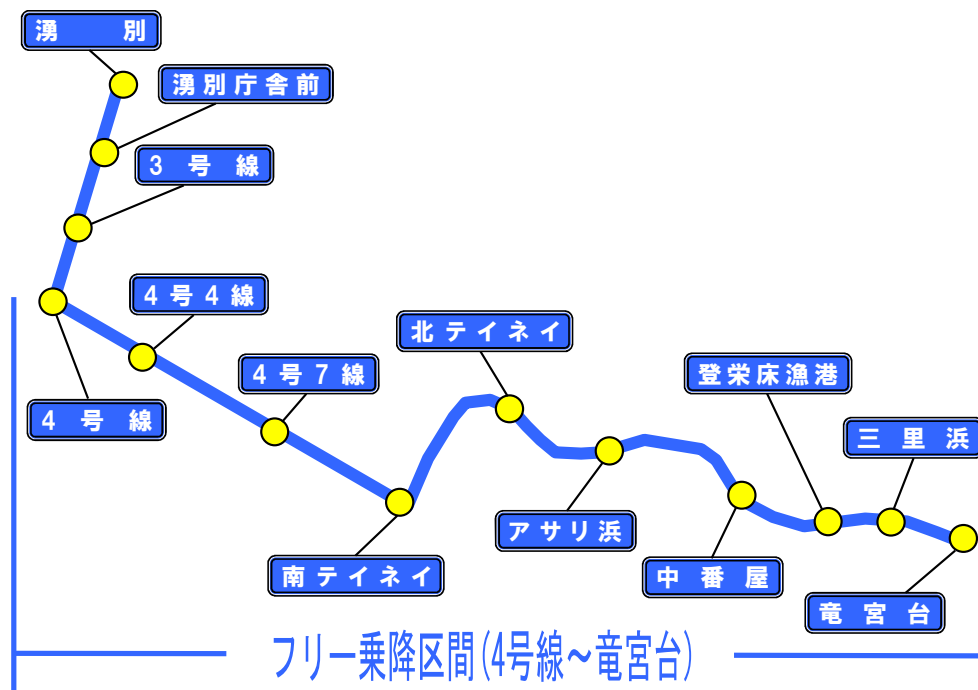 湧別
湧別庁舎前
3号線
4号4線
北テイネイ
4号7線
登栄床漁港
4号線
三里浜
アサリ浜
南テイネイ
中番屋
竜宮台
フリー乗降区間(4号線～竜宮台)